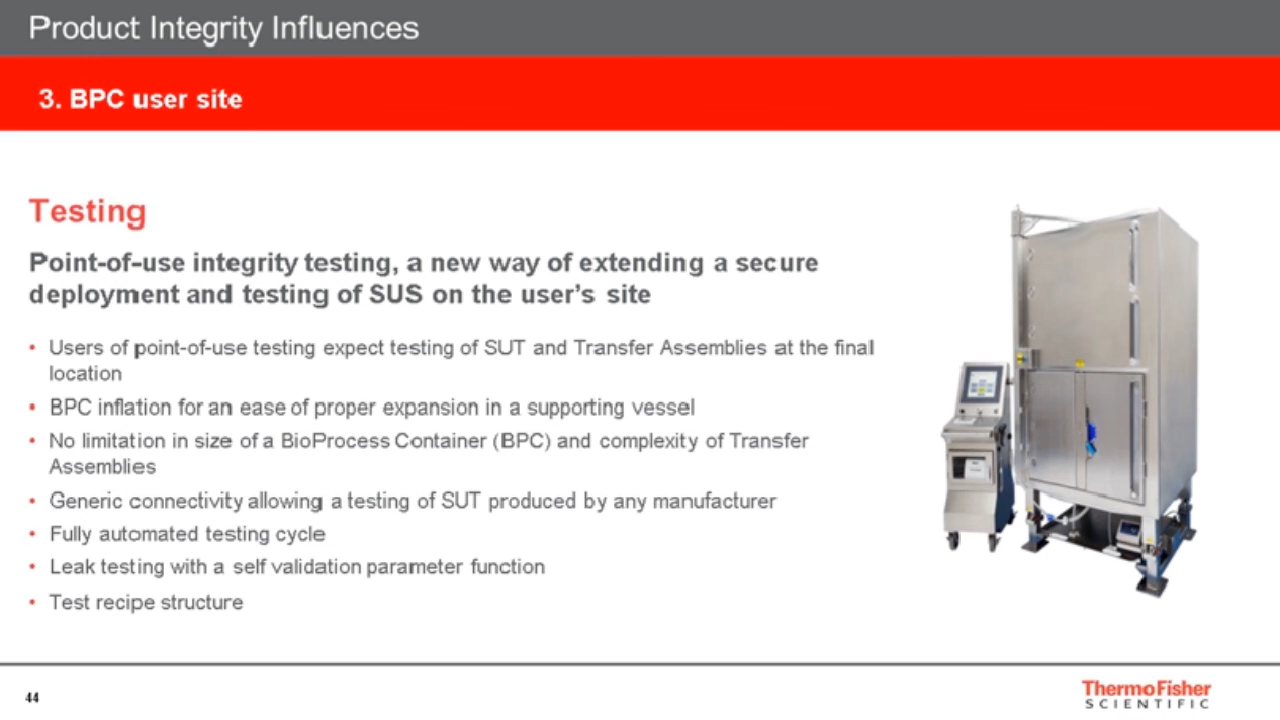 Product Integrity Influences
3. BPC user site
Testing
Point-of-use integrity testing, a new way of extending a secure
deployment and testing of SUS on the user's site
• Users of point-of-use testing expect testing of SUT and Transfer Assemblies at the final
location
• BPC inflation for an ease of proper expansion in a supporting vessel
• No limitation in size of a BioProcess Container (BPC) and complexity of Transfer
Assemblies
• Generic connectivity allowing a testing of SUT produced by any manufacturer
• Fully automated testing cycle
• Leak testing with a self validation parameter function
• Test recipe structure
44
ThermoFisher
SCIENTIFIC